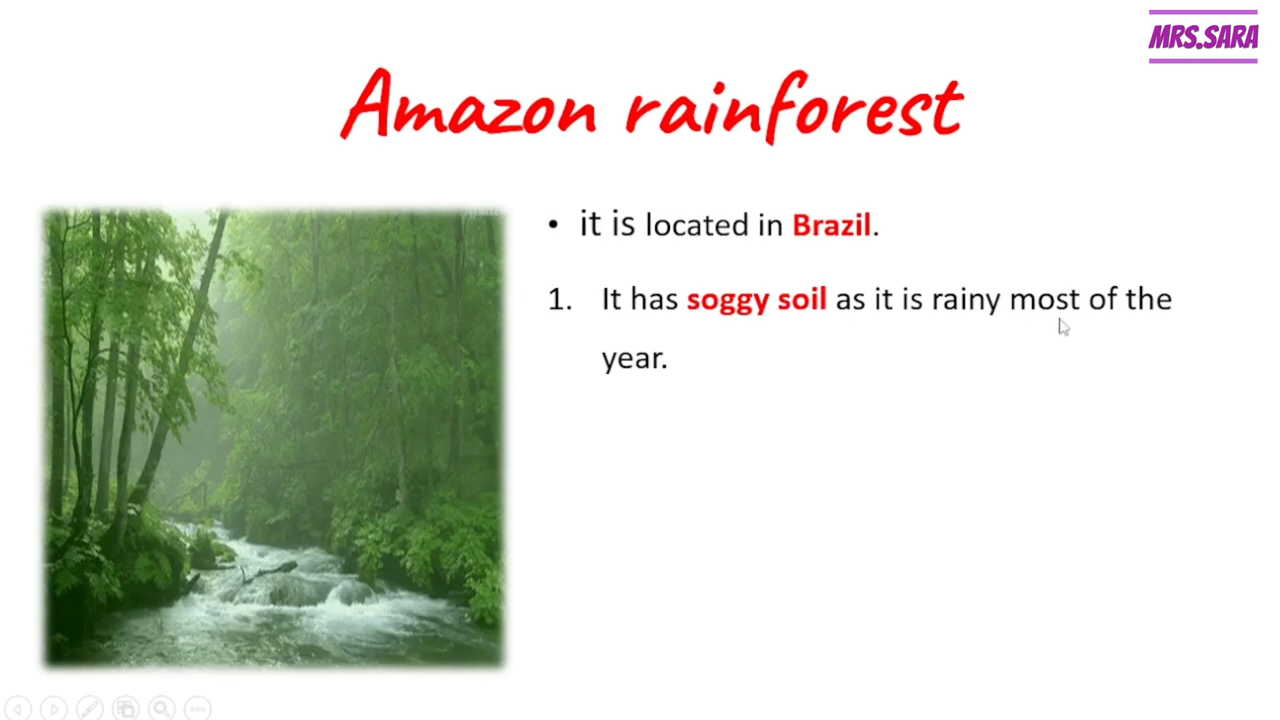 MRS.SARA
Amazon rainforest
• it is located in Brazil.
1. It has soggy soil as it is rainy most of the
year.